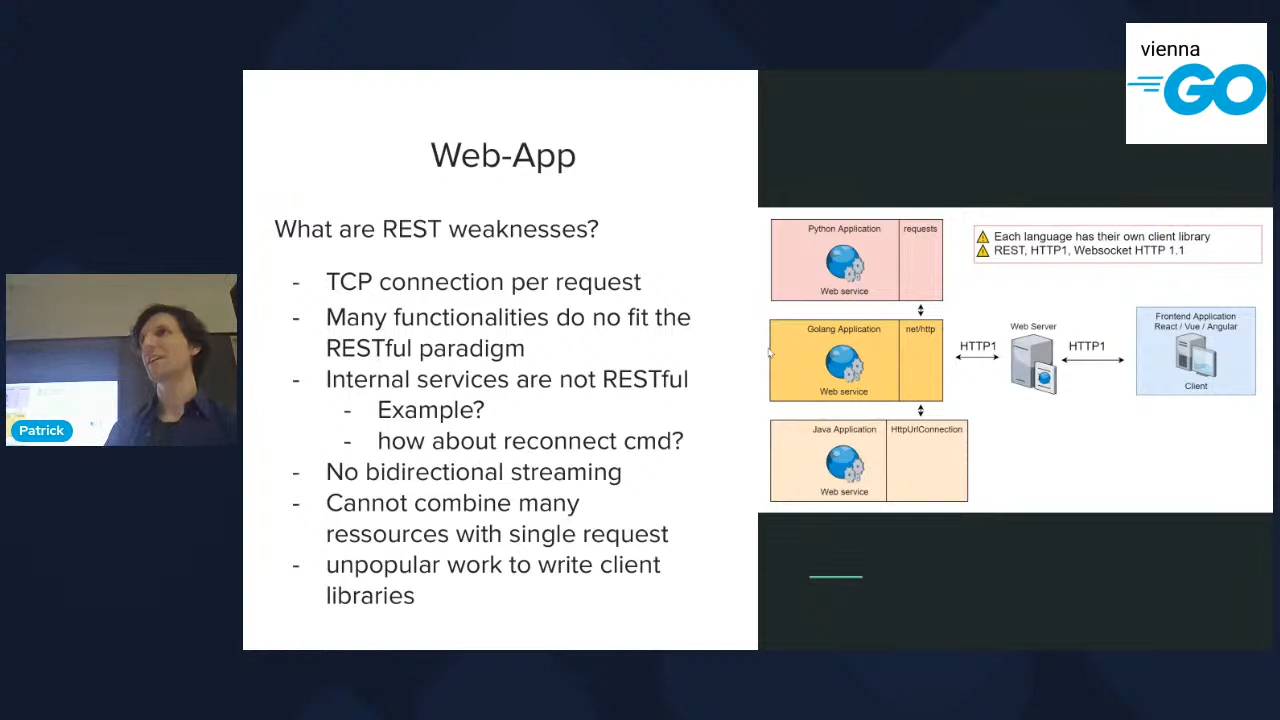 vienna
GO
Web-App
What are REST weaknesses?
- TCP connection per request
- Many functionalities do no fit the
RESTful paradigm
- Internal services are not RESTful
- Example?
- how about reconnect cmd?
- No bidirectional streaming
- Cannot combine many
ressources with single request
- unpopular work to write client
libraries
Patrick
Python Application
requests
Web service
Each language has their own client library
REST, HTTP1, Websocket HTTP 1.1
Golang Application
net/http
Web service
HTTP1
Web Server
HTTP1
Frontend Application
React / Vue / Angular
Client
Java Application
HttpUrlConnection
Web service